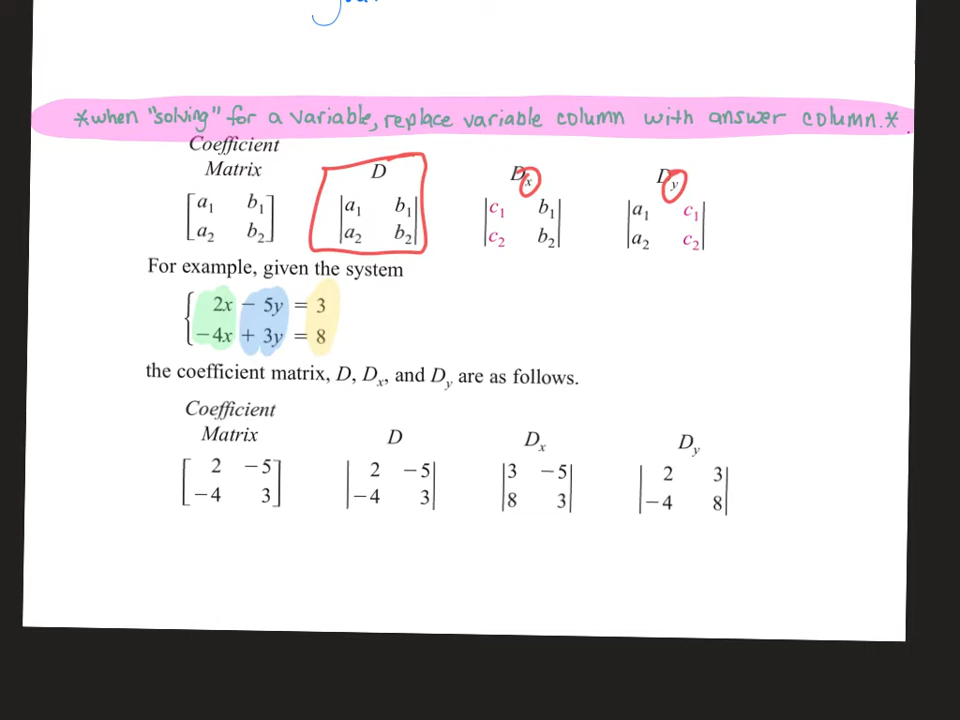 *when "solving" for a variable, replace variable column with answer column.*
Coefficient
Matrix D Dx Dy
[a1 b1] |a1 b1| |c1 b1| |a1 c1|
[a2 b2] |a2 b2| |c2 b2| |a2 c2|
For example, given the system
{ 2x − 5y = 3
−4x + 3y = 8
the coefficient matrix, D, Dx, and Dy are as follows.
Coefficient
Matrix D Dx Dy
[2 −5] |2 −5| |3 −5| |2 3|
[−4 3] |−4 3| |8 3| |−4 8|